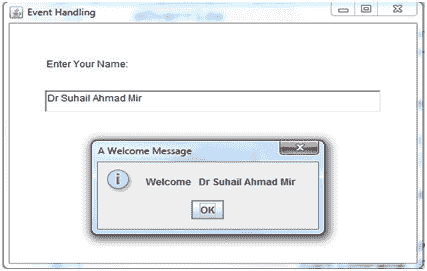 Event Handling
Enter Your Name:
Dr Suhail Ahmad Mir
A Welcome Message
Welcome Dr Suhail Ahmad Mir
OK